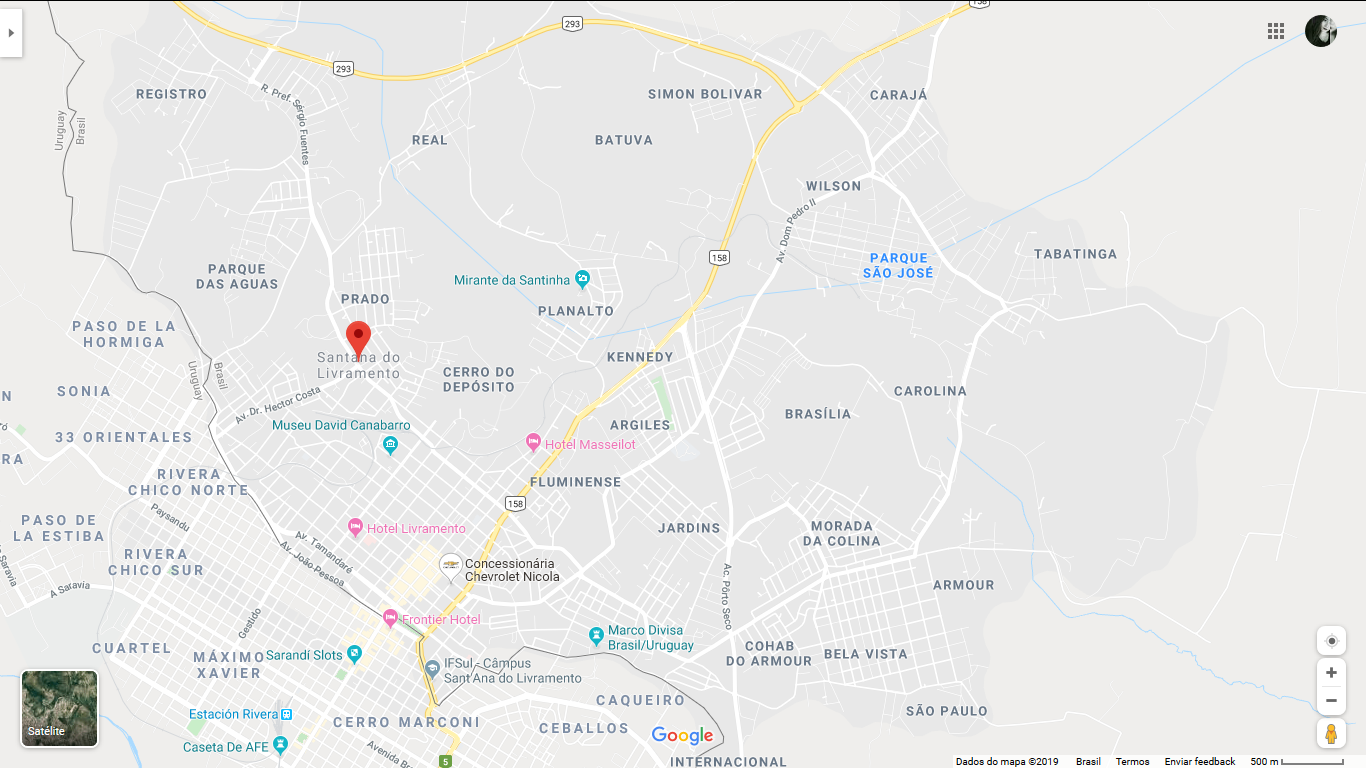 158
293
293
REGISTRO
SIMON BOLIVAR
CARAJÁ
R. Pref. Sérgio Fuentes
Uruguay
Brasil
REAL
BATUVA
WILSON
Av. Dom Pedro II
158
PARQUE
SÃO JOSÉ
TABATINGA
PARQUE
DAS AGUAS
Mirante da Santinha
PRADO
PLANALTO
PASO DE LA
HORMIGA
Santana do
Livramento
KENNEDY
CERRO DO
DEPÓSITO
Uruguay
Brasil
SONIA
N
CAROLINA
Av. Dr. Hector Costa
BRASÍLIA
Museu David Canabarro
ARGILES
33 ORIENTALES
Hotel Masseilot
RA
RIVERA
CHICO NORTE
FLUMINENSE
158
Paysandu
PASO DE
LA ESTIBA
Hotel Livramento
JARDINS
MORADA
DA COLINA
Av. Tamandaré
Av. João Pessoa
RIVERA
CHICO SUR
Concessionária
Chevrolet Nicola
A Saravia
Ac. Pôrto Seco
ARMOUR
Gestido
Frontier Hotel
Marco Divisa
Brasil/Uruguay
CUARTEL
MÁXIMO
XAVIER
Sarandí Slots
COHAB
DO ARMOUR
BELA VISTA
IFSul - Câmpus
Sant'Ana do Livramento
CAQUEIRO
Estación Rivera
CERRO MARCONI
CEBALLOS
SÃO PAULO
Satélite
Google
Caseta De AFE
5
INTERNACIONAL
Dados do mapa ©2019 Brasil Termos Enviar feedback 500 m